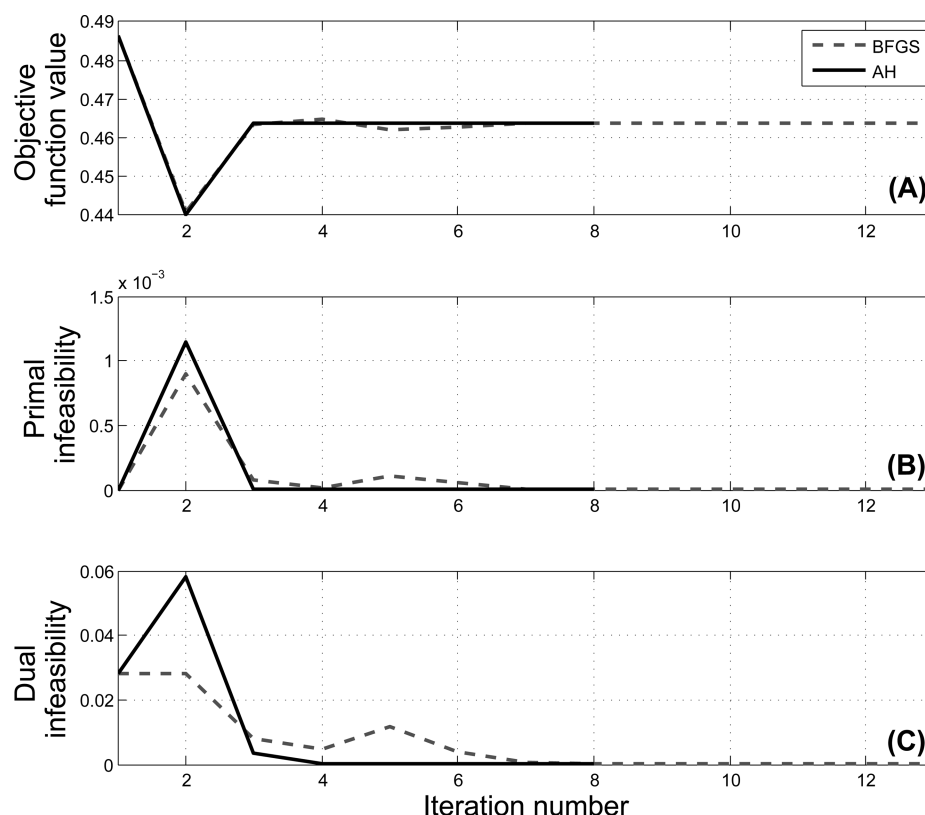 0.49
0.48
0.47
0.46
0.45
0.44
Objective
function value
BFGS
AH
(A)
2 4 6 8 10 12
x 10⁻³
1.5
1
0.5
0
Primal
infeasibility
(B)
2 4 6 8 10 12
0.06
0.04
0.02
0
Dual
infeasibility
(C)
2 4 6 8 10 12
Iteration number